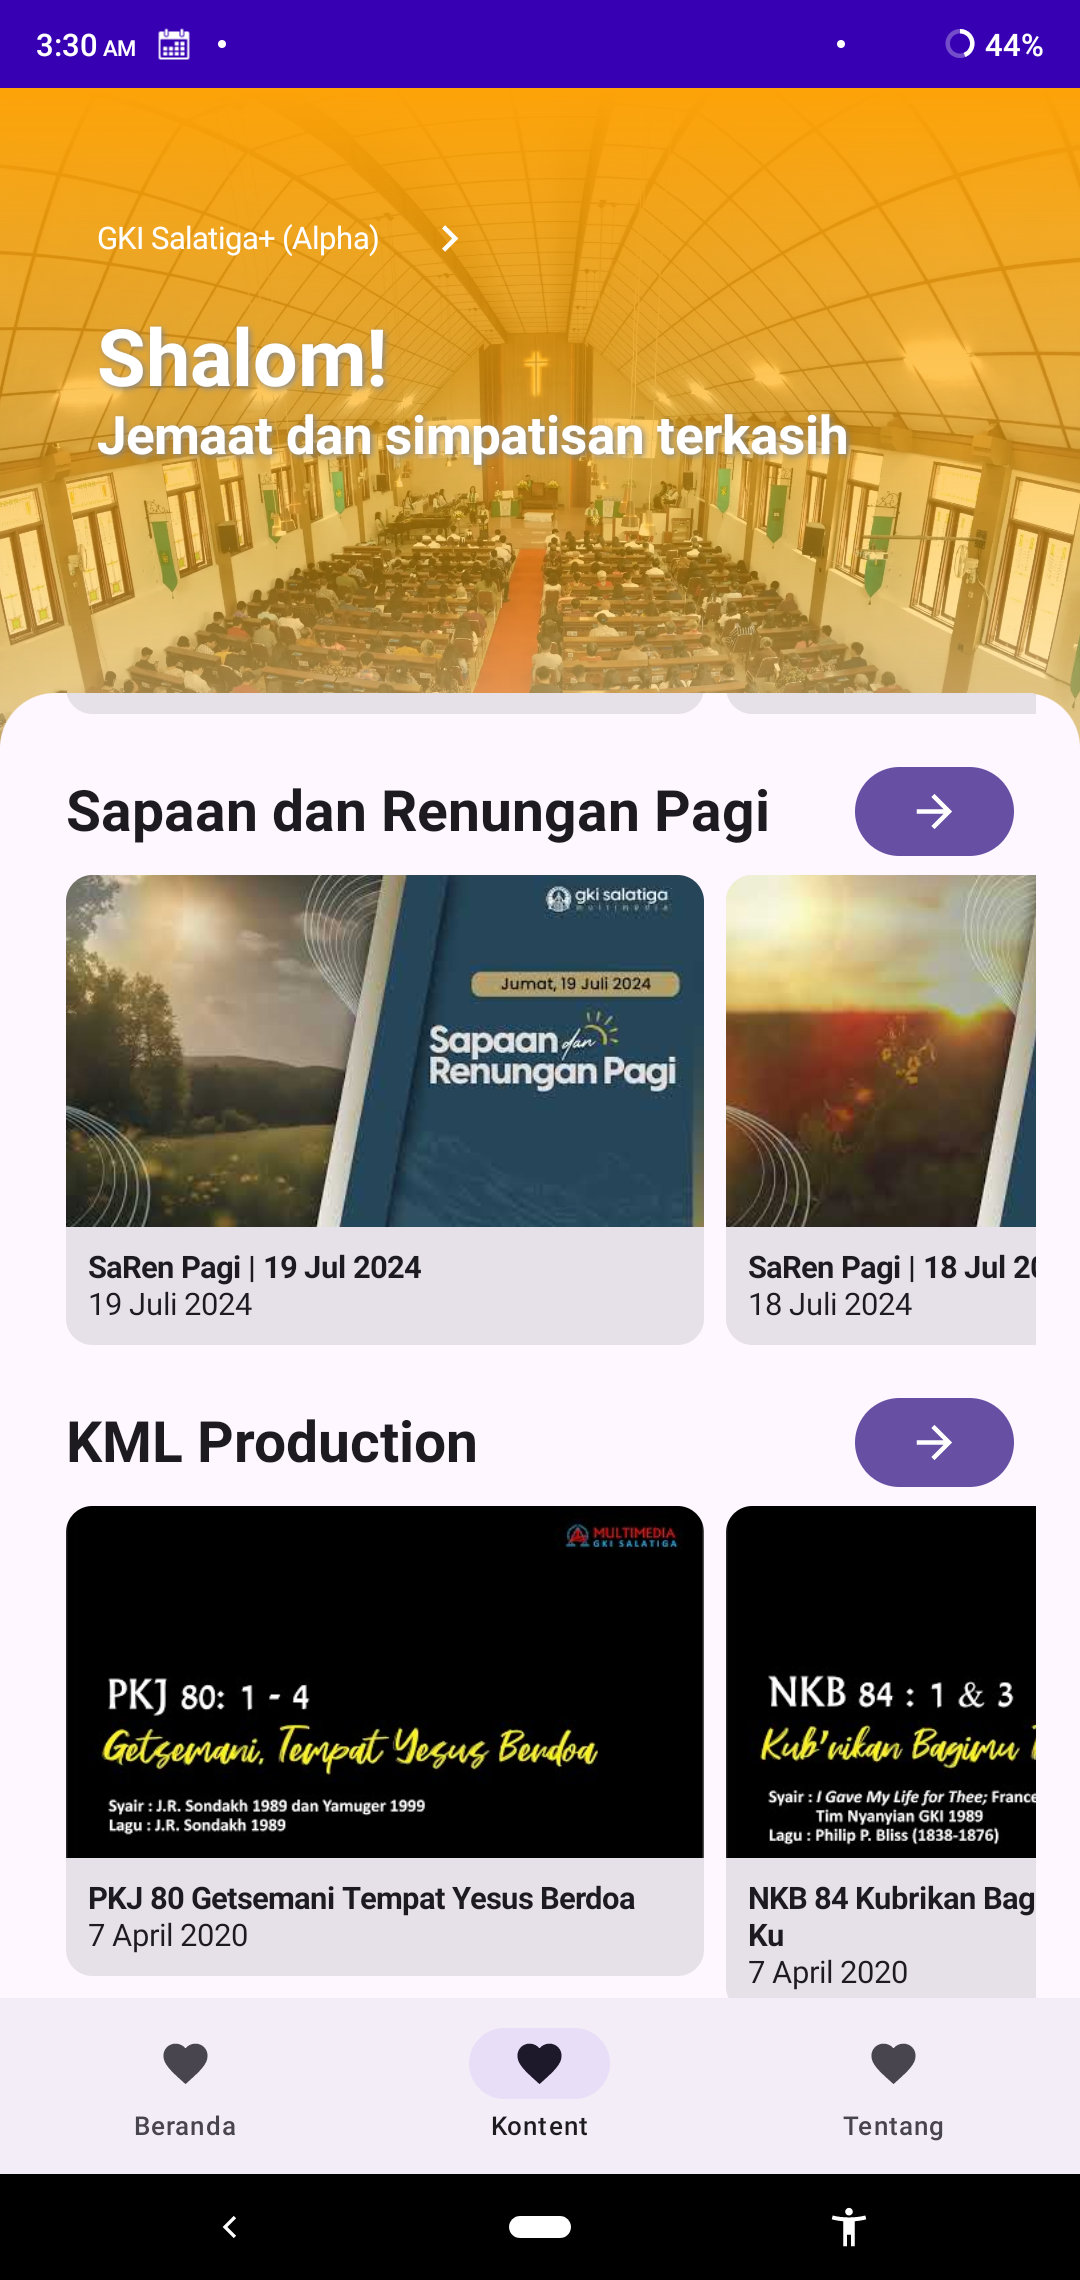 3:30 AM
44%
GKI Salatiga+ (Alpha)
Shalom!
Jemaat dan simpatisan terkasih
Sapaan dan Renungan Pagi
gki salatiga
multimedia
Jumat, 19 Juli 2024
Sapaan dan
Renungan Pagi
SaRen Pagi | 19 Jul 2024
19 Juli 2024
SaRen Pagi | 18 Jul 20
18 Juli 2024
KML Production
MULTIMEDIA
GKI SALATIGA
PKJ 80: 1 - 4
Getsemani, Tempat Yesus Berdoa
Syair : J.R. Sondakh 1989 dan Yamuger 1999
Lagu : J.R. Sondakh 1989
PKJ 80 Getsemani Tempat Yesus Berdoa
7 April 2020
NKB 84 : 1 & 3
Kub'rikan Bagimu
Syair : I Gave My Life for Thee; France
Tim Nyanyian GKI 1989
Lagu : Philip P. Bliss (1838-1876)
NKB 84 Kubrikan Bag
Ku
7 April 2020
Beranda
Kontent
Tentang